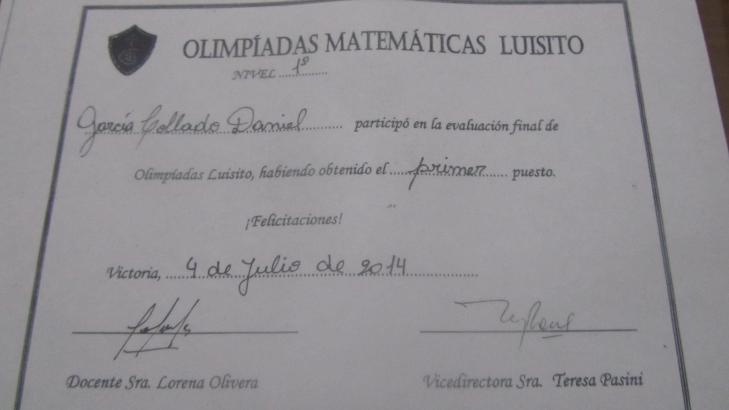 OLIMPÍADAS MATEMÁTICAS LUISITO
NIVEL 1º
García Collado Daniel participó en la evaluación final de
Olimpíadas Luisito, habiendo obtenido el primer puesto.
¡Felicitaciones!
Victoria, 4 de Julio de 2014
Docente Sra. Lorena Olivera Vicedirectora Sra. Teresa Pasini